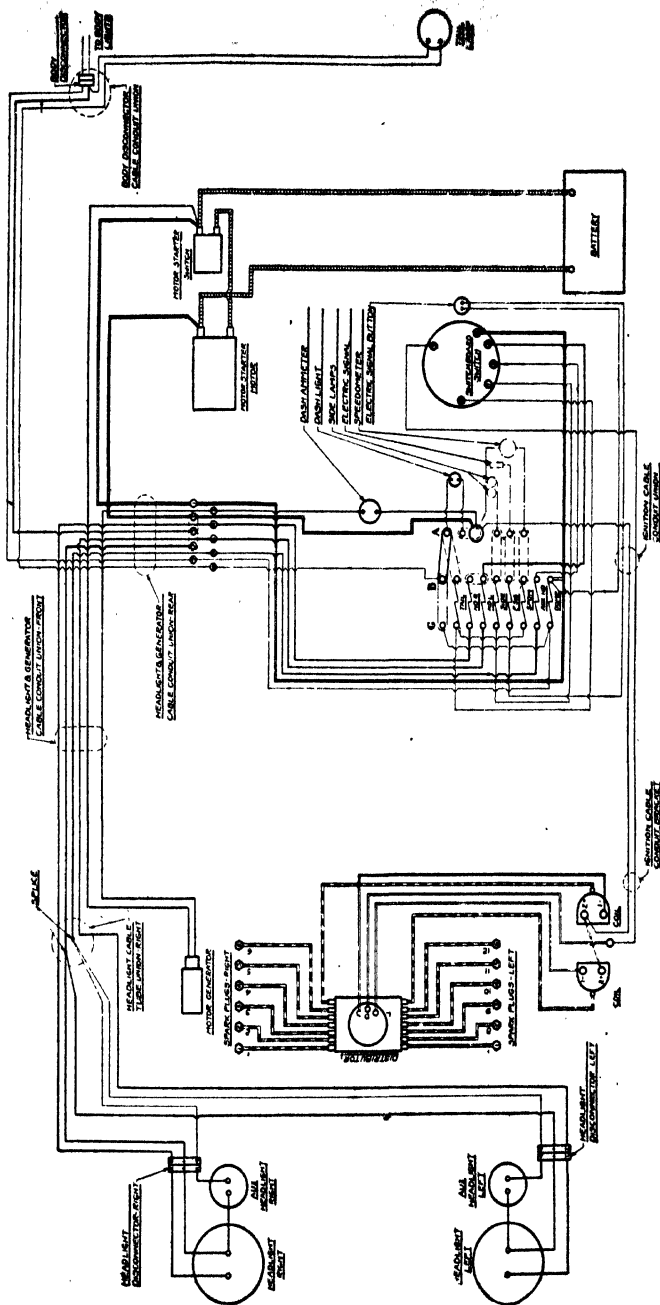 BODY
DISCONNECTOR
TO BODY
LIGHTS
TAIL
LAMP
BODY DISCONNECTOR
CABLE CONDUIT UNION
MOTOR STARTER
SWITCH
MOTOR STARTER
MOTOR
BATTERY
DASH AMMETER
DASH LIGHT
SIDE LAMPS
ELECTRIC SIGNAL
SPEEDOMETER
ELECTRIC SIGNAL BUTTON
SWITCHBOARD
SWITCH
A
B
C
IGNITION CABLE
CONDUIT UNION
HEADLIGHT & GENERATOR
CABLE CONDUIT UNION-FRONT
HEADLIGHT & GENERATOR
CABLE CONDUIT UNION-REAR
SPLICE
HEADLIGHT CABLE
TUBE UNION-RIGHT
MOTOR GENERATOR
SPARK PLUGS-RIGHT
DISTRIBUTOR
SPARK PLUGS-LEFT
COIL
COIL
IGNITION CABLE
CONDUIT BRACKET
HEADLIGHT
DISCONNECTOR-RIGHT
AUX
HEADLIGHT
RIGHT
HEADLIGHT
RIGHT
HEADLIGHT
DISCONNECTOR LEFT
AUX
HEADLIGHT
LEFT
HEADLIGHT
LEFT